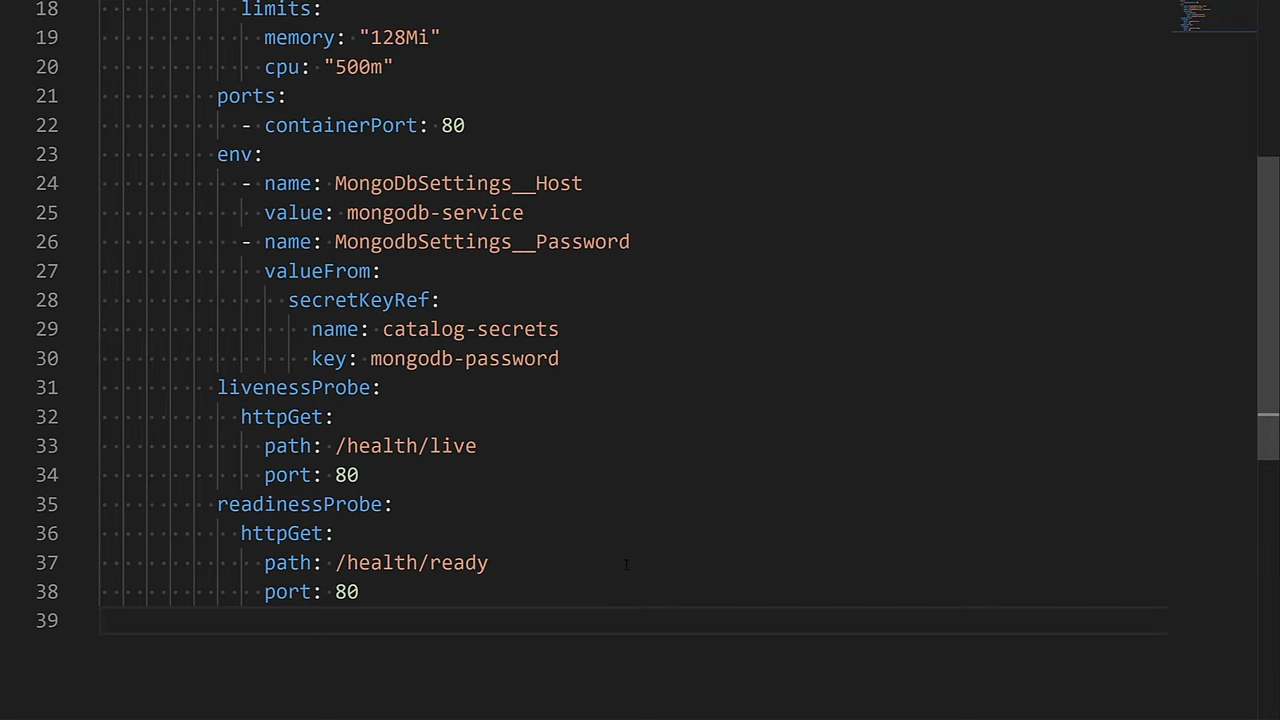 18 limits:
19 memory: "128Mi"
20 cpu: "500m"
21 ports:
22 - containerPort: 80
23 env:
24 - name: MongoDbSettings__Host
25 value: mongodb-service
26 - name: MongodbSettings__Password
27 valueFrom:
28 secretKeyRef:
29 name: catalog-secrets
30 key: mongodb-password
31 livenessProbe:
32 httpGet:
33 path: /health/live
34 port: 80
35 readinessProbe:
36 httpGet:
37 path: /health/ready
38 port: 80
39